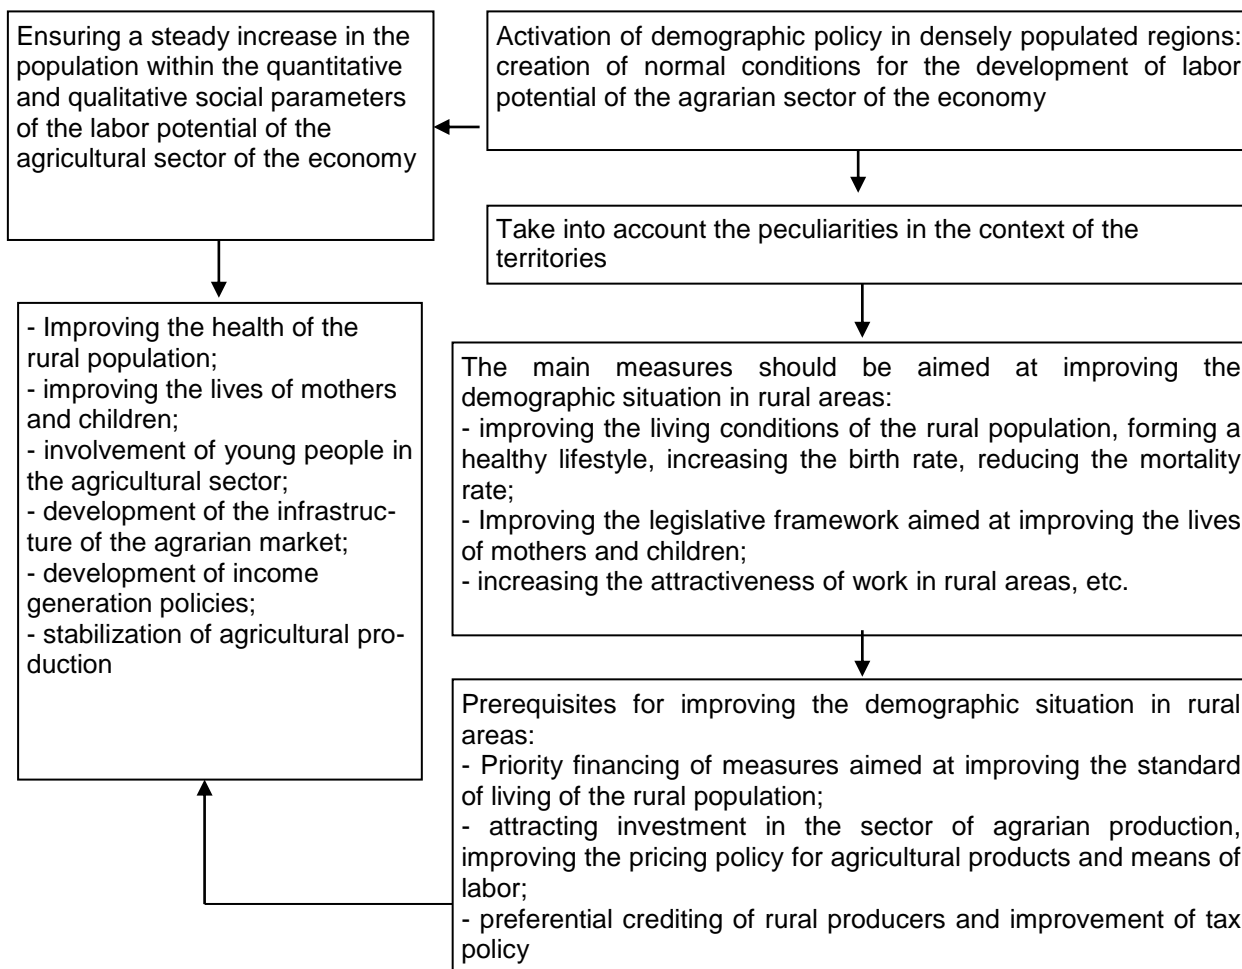 Ensuring a steady increase in the
population within the quantitative
and qualitative social parameters
of the labor potential of the
agricultural sector of the economy
Activation of demographic policy in densely populated regions:
creation of normal conditions for the development of labor
potential of the agrarian sector of the economy
Take into account the peculiarities in the context of the
territories
- Improving the health of the
rural population;
- improving the lives of mothers
and children;
- involvement of young people in
the agricultural sector;
- development of the infrastruc-
ture of the agrarian market;
- development of income
generation policies;
- stabilization of agricultural pro-
duction
The main measures should be aimed at improving the
demographic situation in rural areas:
- improving the living conditions of the rural population, forming a
healthy lifestyle, increasing the birth rate, reducing the mortality
rate;
- Improving the legislative framework aimed at improving the lives
of mothers and children;
- increasing the attractiveness of work in rural areas, etc.
Prerequisites for improving the demographic situation in rural
areas:
- Priority financing of measures aimed at improving the standard
of living of the rural population;
- attracting investment in the sector of agrarian production,
improving the pricing policy for agricultural products and means of
labor;
- preferential crediting of rural producers and improvement of tax
policy